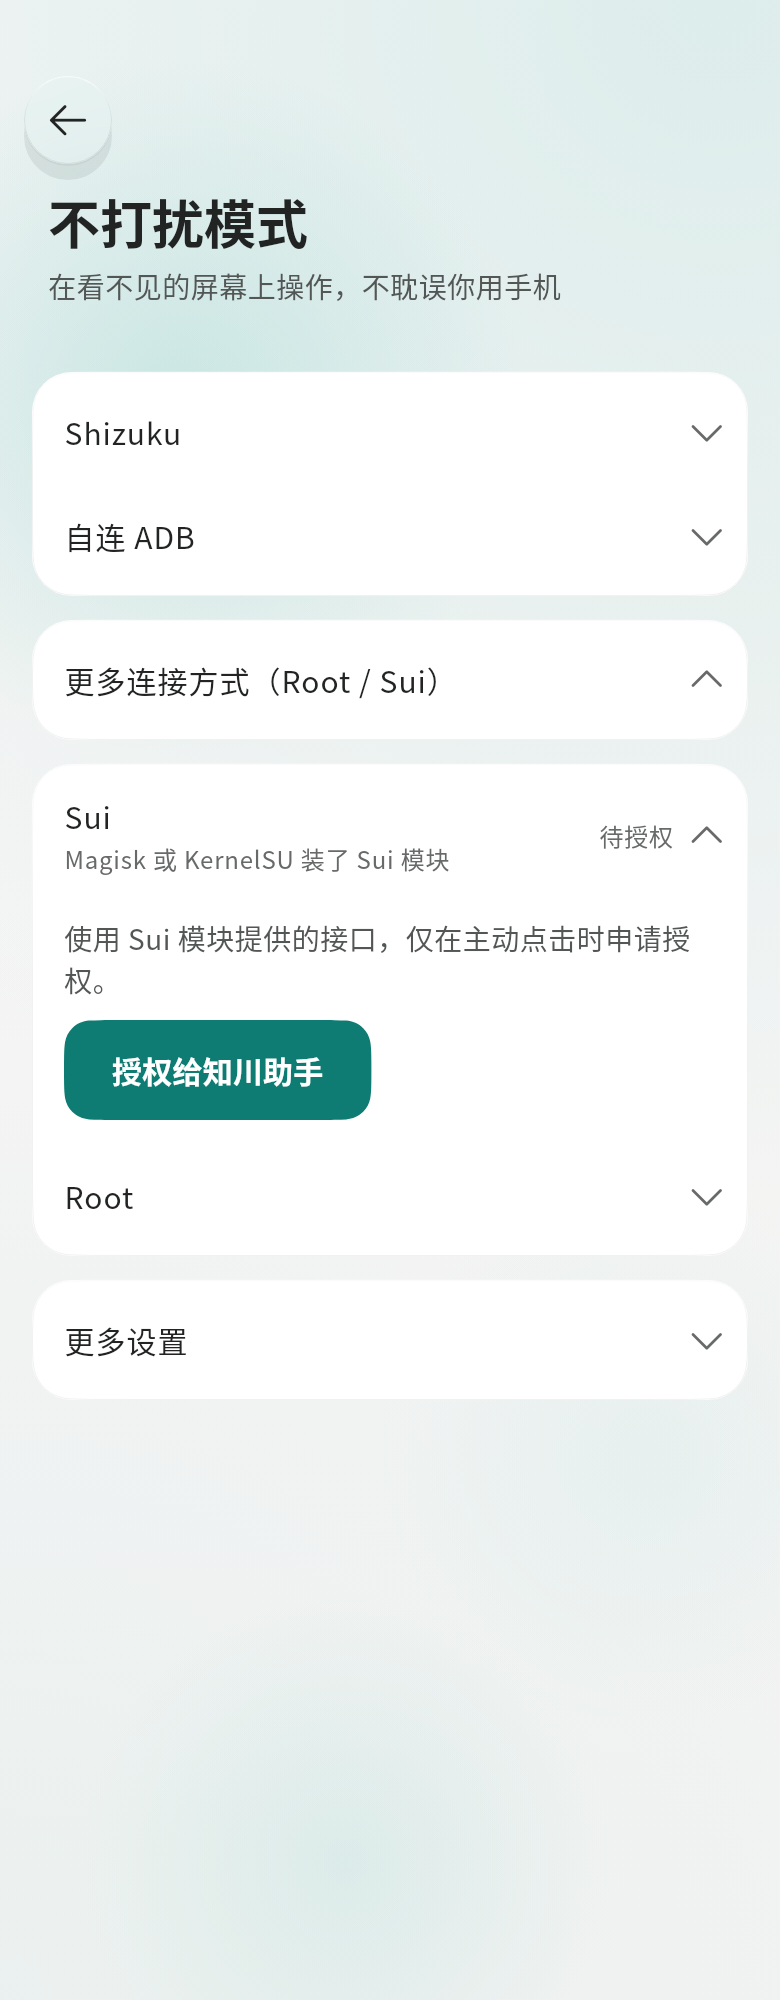 不打扰模式
在看不见的屏幕上操作，不耽误你用手机
Shizuku
自连 ADB
更多连接方式（Root / Sui）
Sui
待授权
Magisk 或 KernelSU 装了 Sui 模块
使用 Sui 模块提供的接口，仅在主动点击时申请授
权。
授权给知川助手
Root
更多设置